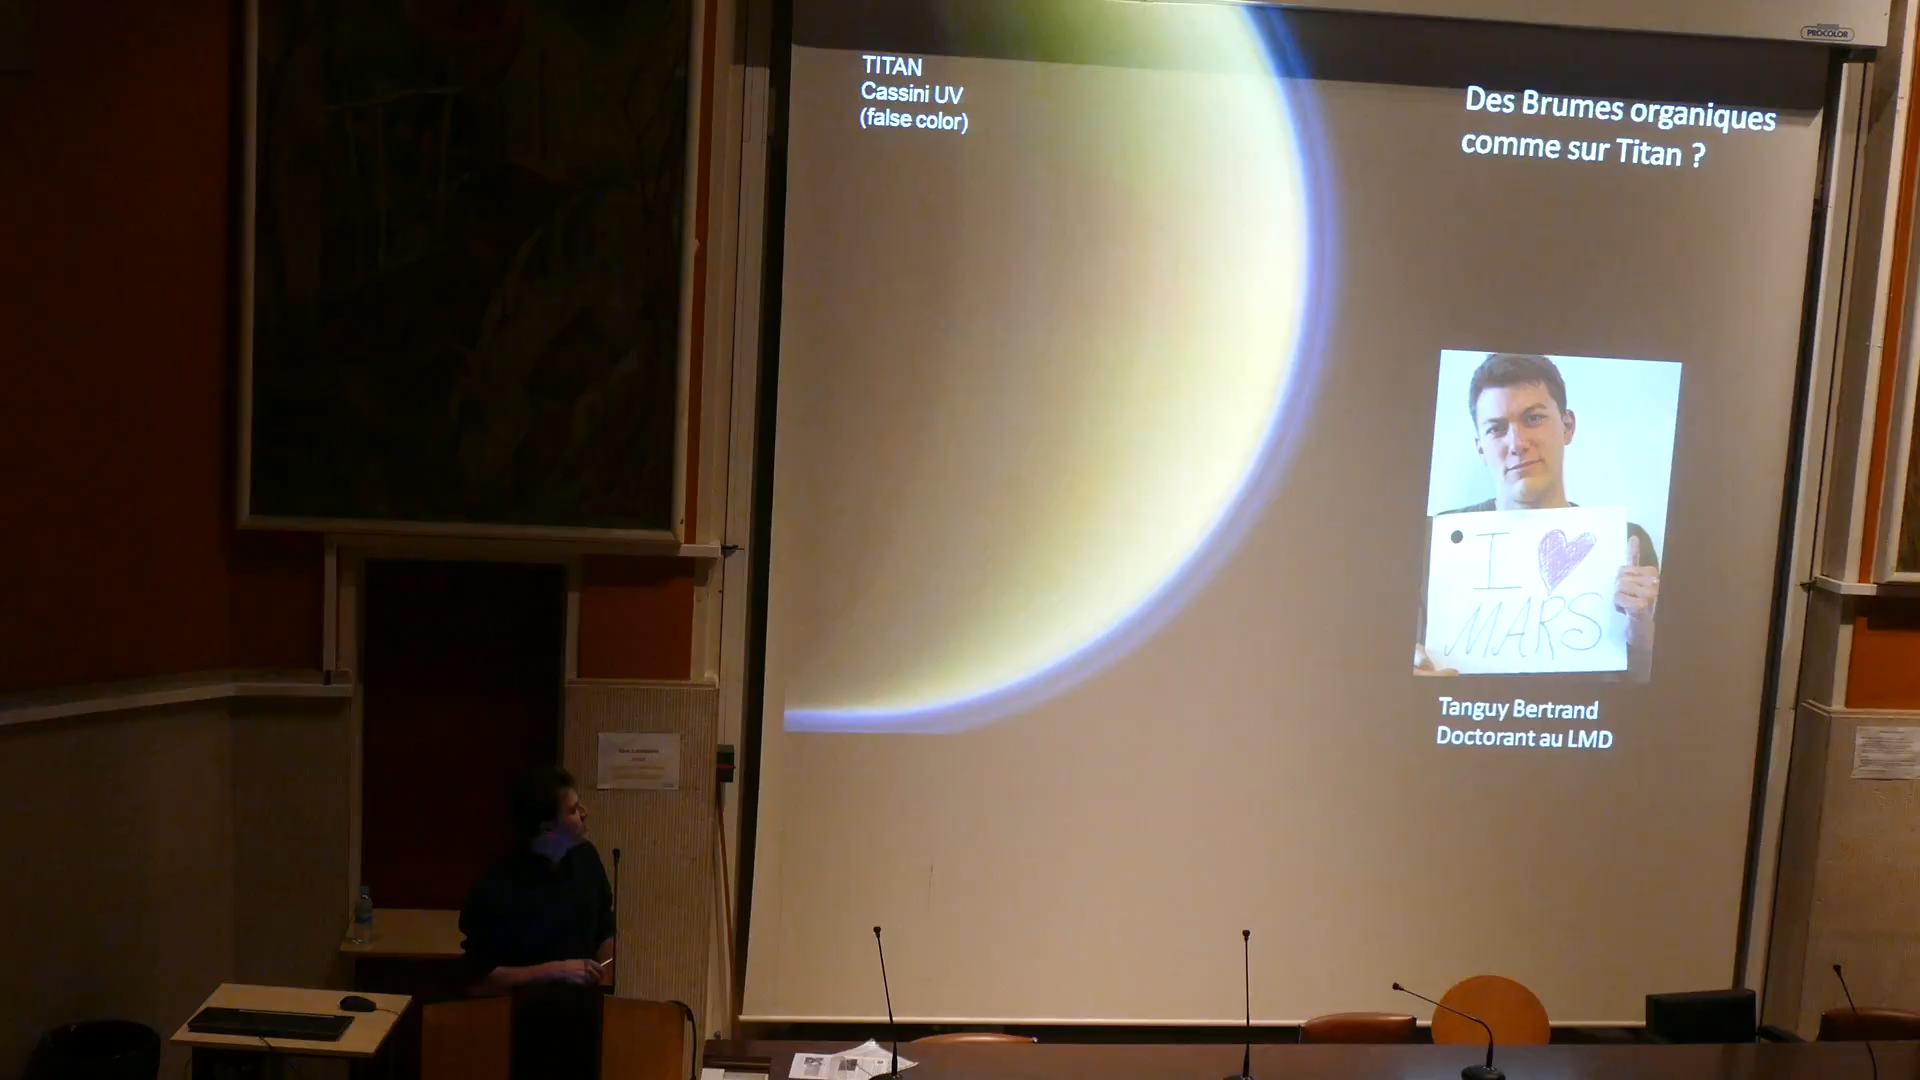 PROCOLOR
TITAN
Cassini UV
(false color)
Des Brumes organiques
comme sur Titan ?
I
MARS
Tanguy Bertrand
Doctorant au LMD